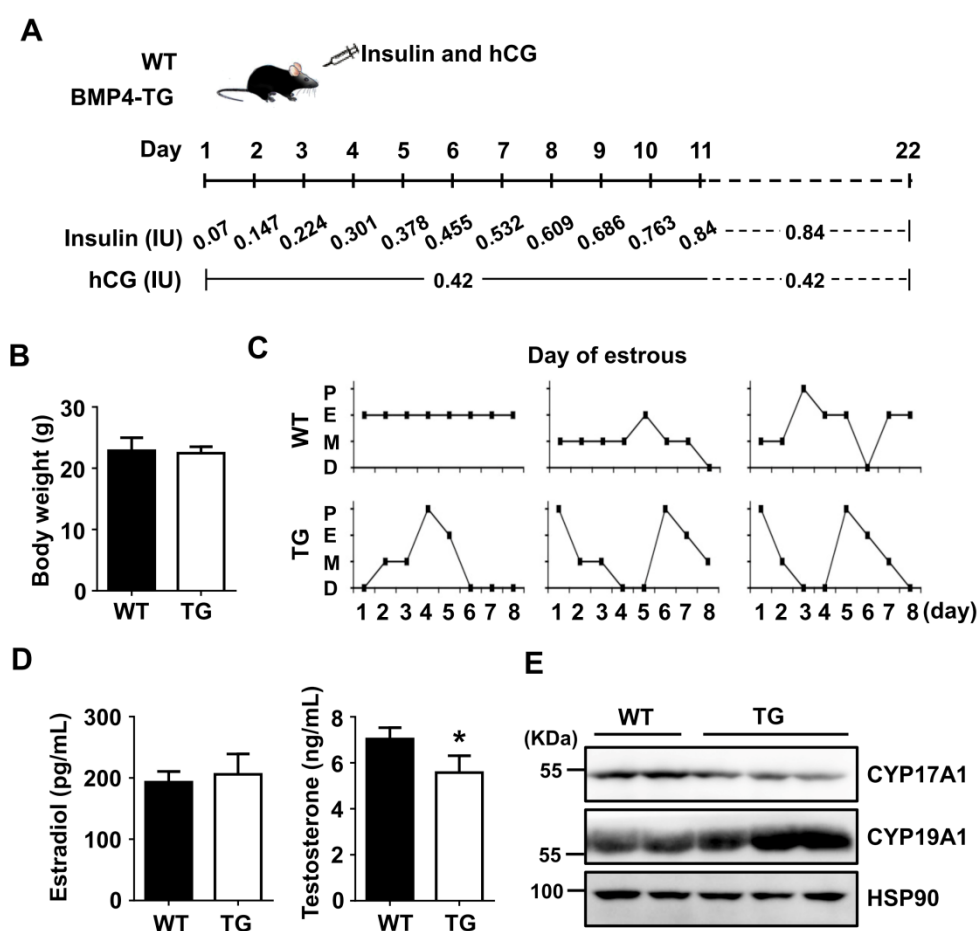 A
WT
BMP4-TG
Insulin and hCG
Day 1 2 3 4 5 6 7 8 9 10 11 22
Insulin (IU) 0.07 0.147 0.224 0.301 0.378 0.455 0.532 0.609 0.686 0.763 0.84 0.84
hCG (IU) 0.42 0.42
B
Body weight (g)
30
20
10
0
WT TG
C
Day of estrous
WT
P
E
M
D
TG
P
E
M
D
1 2 3 4 5 6 7 8 1 2 3 4 5 6 7 8 1 2 3 4 5 6 7 8 (day)
D
Estradiol (pg/mL)
300
200
100
0
WT TG
Testosterone (ng/mL)
8
6
4
2
0
*
WT TG
E
WT TG
(KDa)
55 CYP17A1
CYP19A1
55
100 HSP90